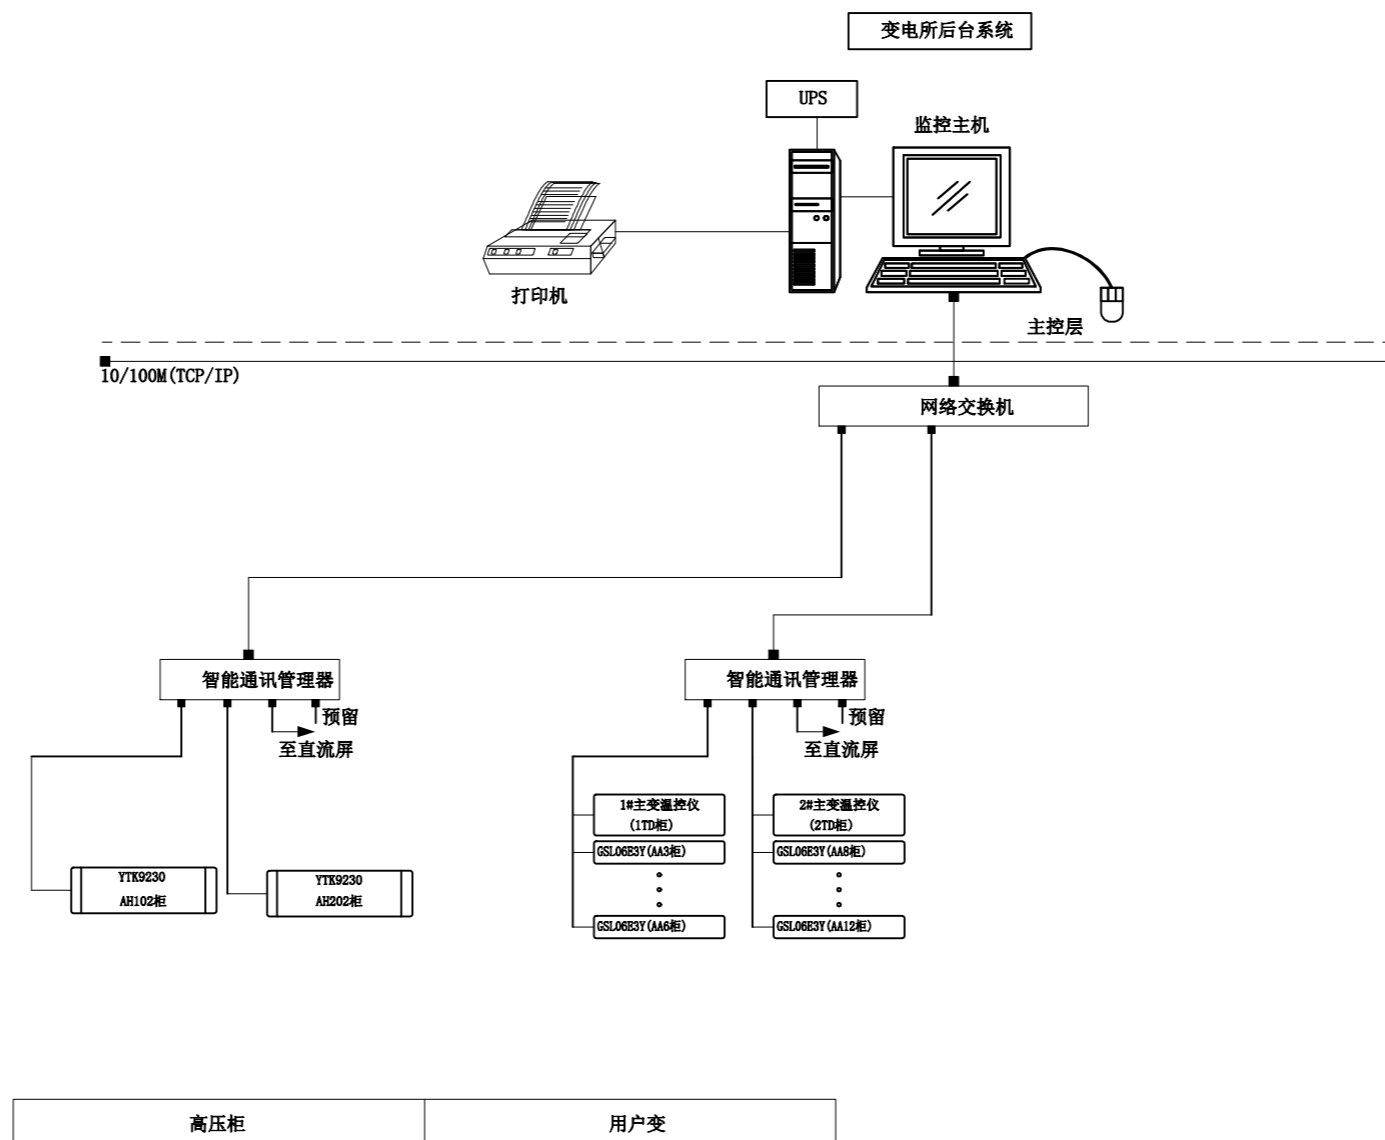 变电所后台系统
UPS
监控主机
打印机
主控层
10/100M(TCP/IP)
网络交换机
智能通讯管理器
智能通讯管理器
预留
至直流屏
预留
至直流屏
1#主变温控仪
(1TD柜)
2#主变温控仪
(2TD柜)
GSL06E3Y(AA3柜)
GSL06E3Y(AA8柜)
YTK9230
AH102柜
YTK9230
AH202柜
GSL06E3Y(AA6柜)
GSL06E3Y(AA12柜)
高压柜
用户变